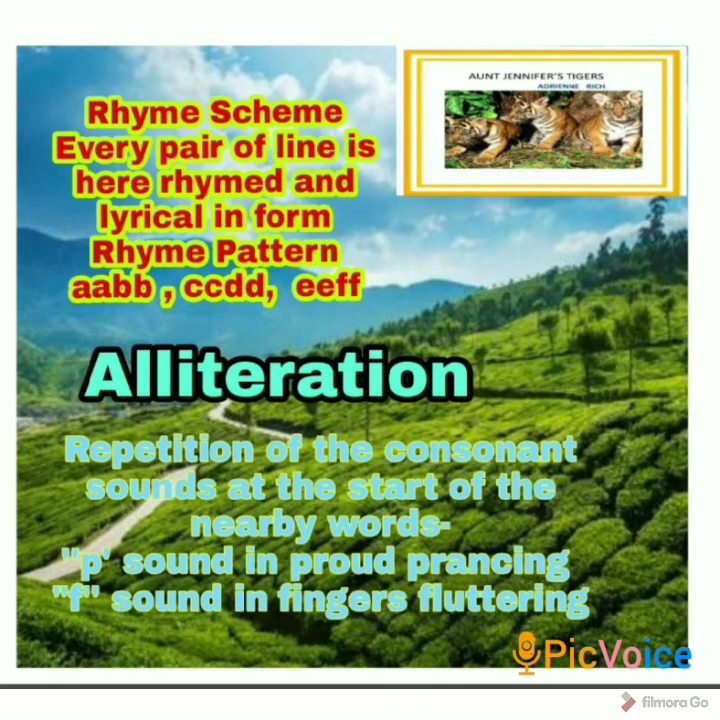 AUNT JENNIFER'S TIGERS
ADRIENNE RICH
Rhyme Scheme
Every pair of line is
here rhymed and
lyrical in form
Rhyme Pattern
aabb , ccdd, eeff
Alliteration
Repetition of the consonant
sounds at the start of the
nearby words-
"p' sound in proud prancing
"f" sound in fingers fluttering
PicVoice
filmoraGo